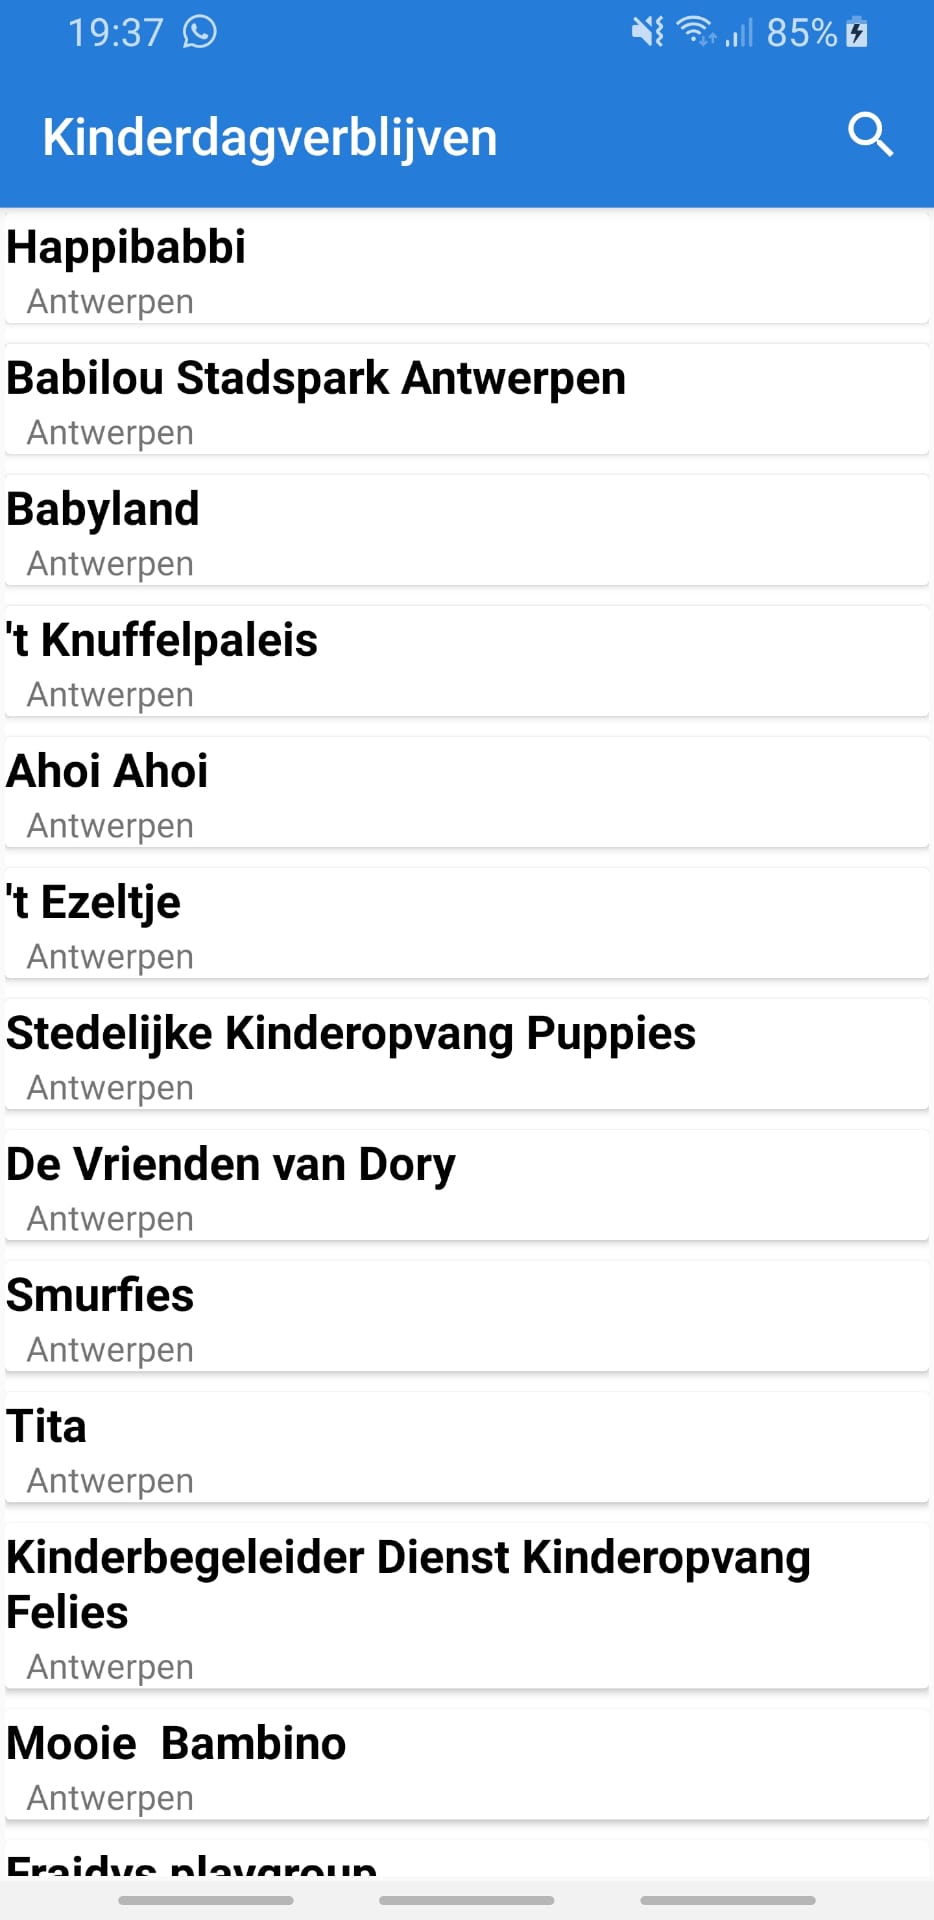 19:37 85%
Kinderdagverblijven
Happibabbi
Antwerpen
Babilou Stadspark Antwerpen
Antwerpen
Babyland
Antwerpen
't Knuffelpaleis
Antwerpen
Ahoi Ahoi
Antwerpen
't Ezeltje
Antwerpen
Stedelijke Kinderopvang Puppies
Antwerpen
De Vrienden van Dory
Antwerpen
Smurfies
Antwerpen
Tita
Antwerpen
Kinderbegeleider Dienst Kinderopvang
Felies
Antwerpen
Mooie  Bambino
Antwerpen
Fraidys playgroup